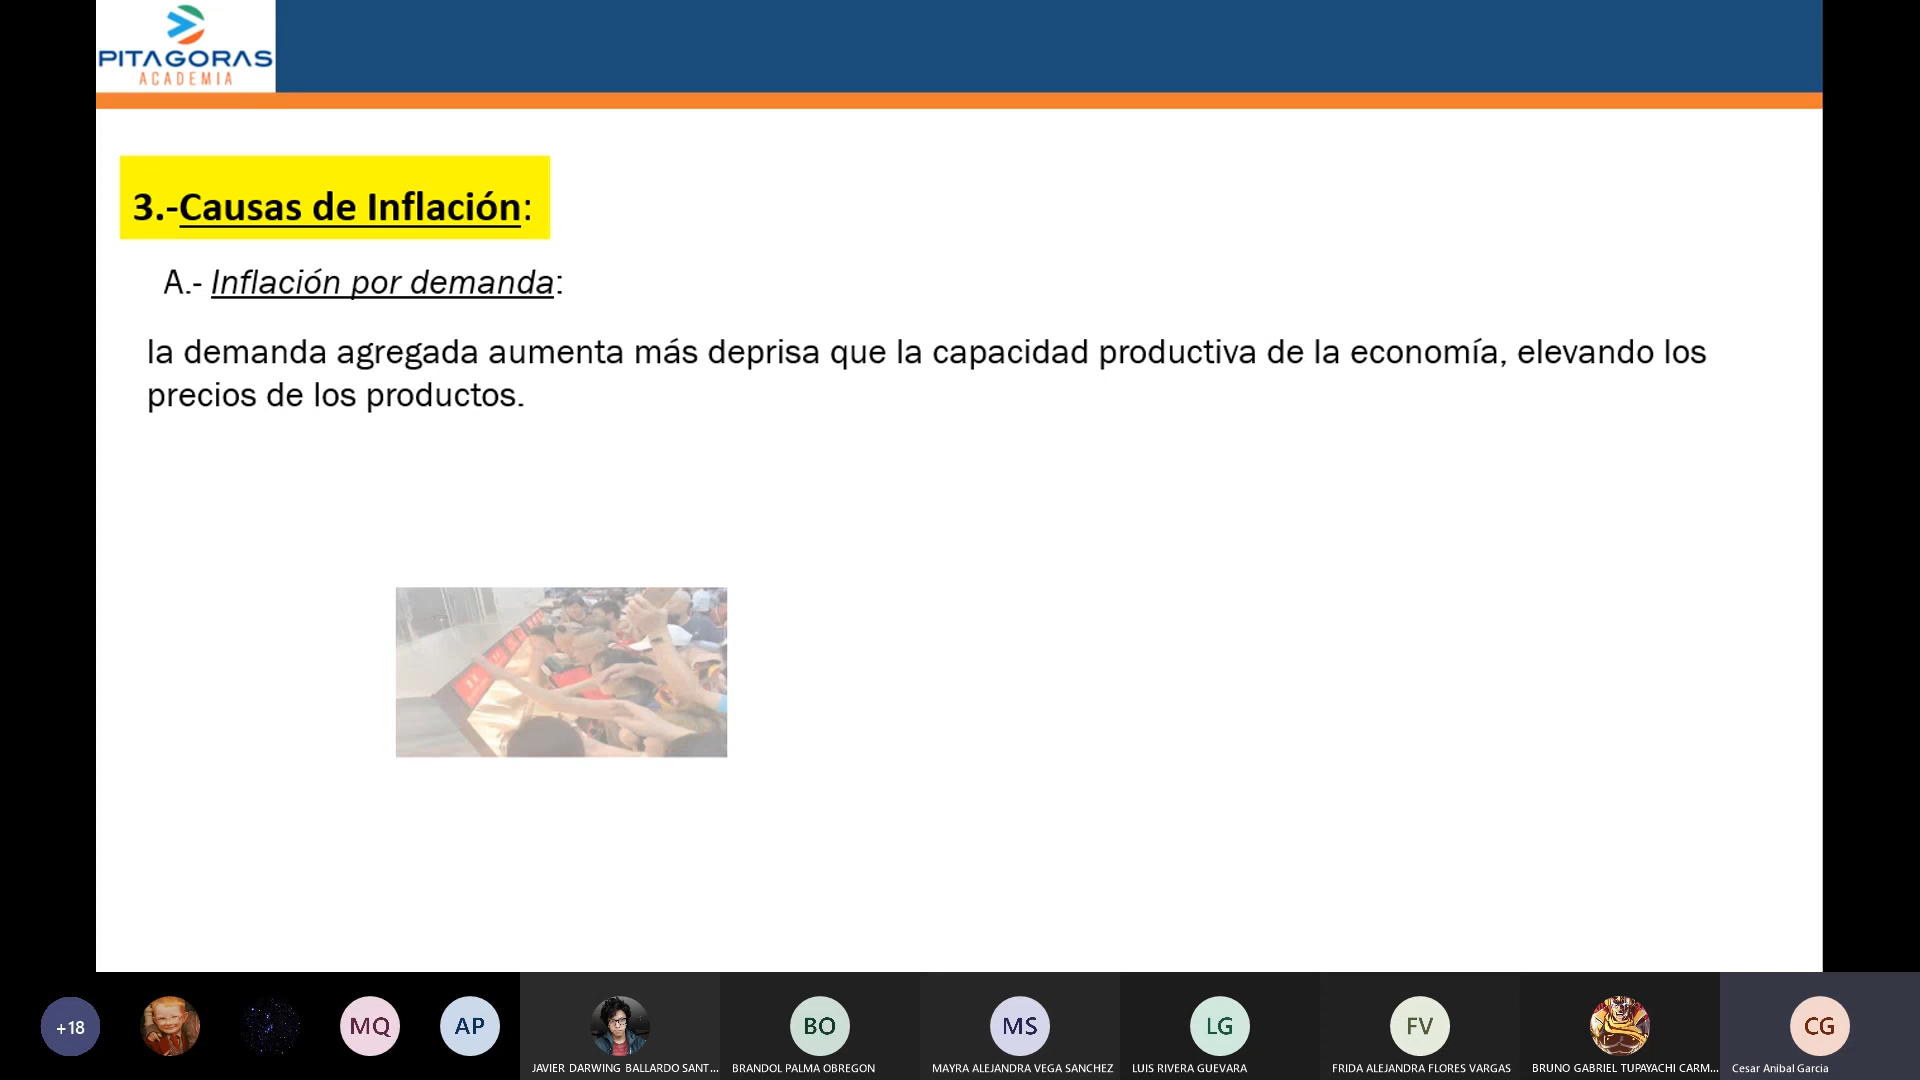 PITAGORAS
ACADEMIA
3.-Causas de Inflación:
A.- Inflación por demanda:
la demanda agregada aumenta más deprisa que la capacidad productiva de la economía, elevando los
precios de los productos.
+18
MQ
AP
BO
MS
LG
FV
CG
JAVIER DARWING BALLARDO SANT...
BRANDOL PALMA OBREGON
MAYRA ALEJANDRA VEGA SANCHEZ
LUIS RIVERA GUEVARA
FRIDA ALEJANDRA FLORES VARGAS
BRUNO GABRIEL TUPAYACHI CARM...
Cesar Anibal Garcia